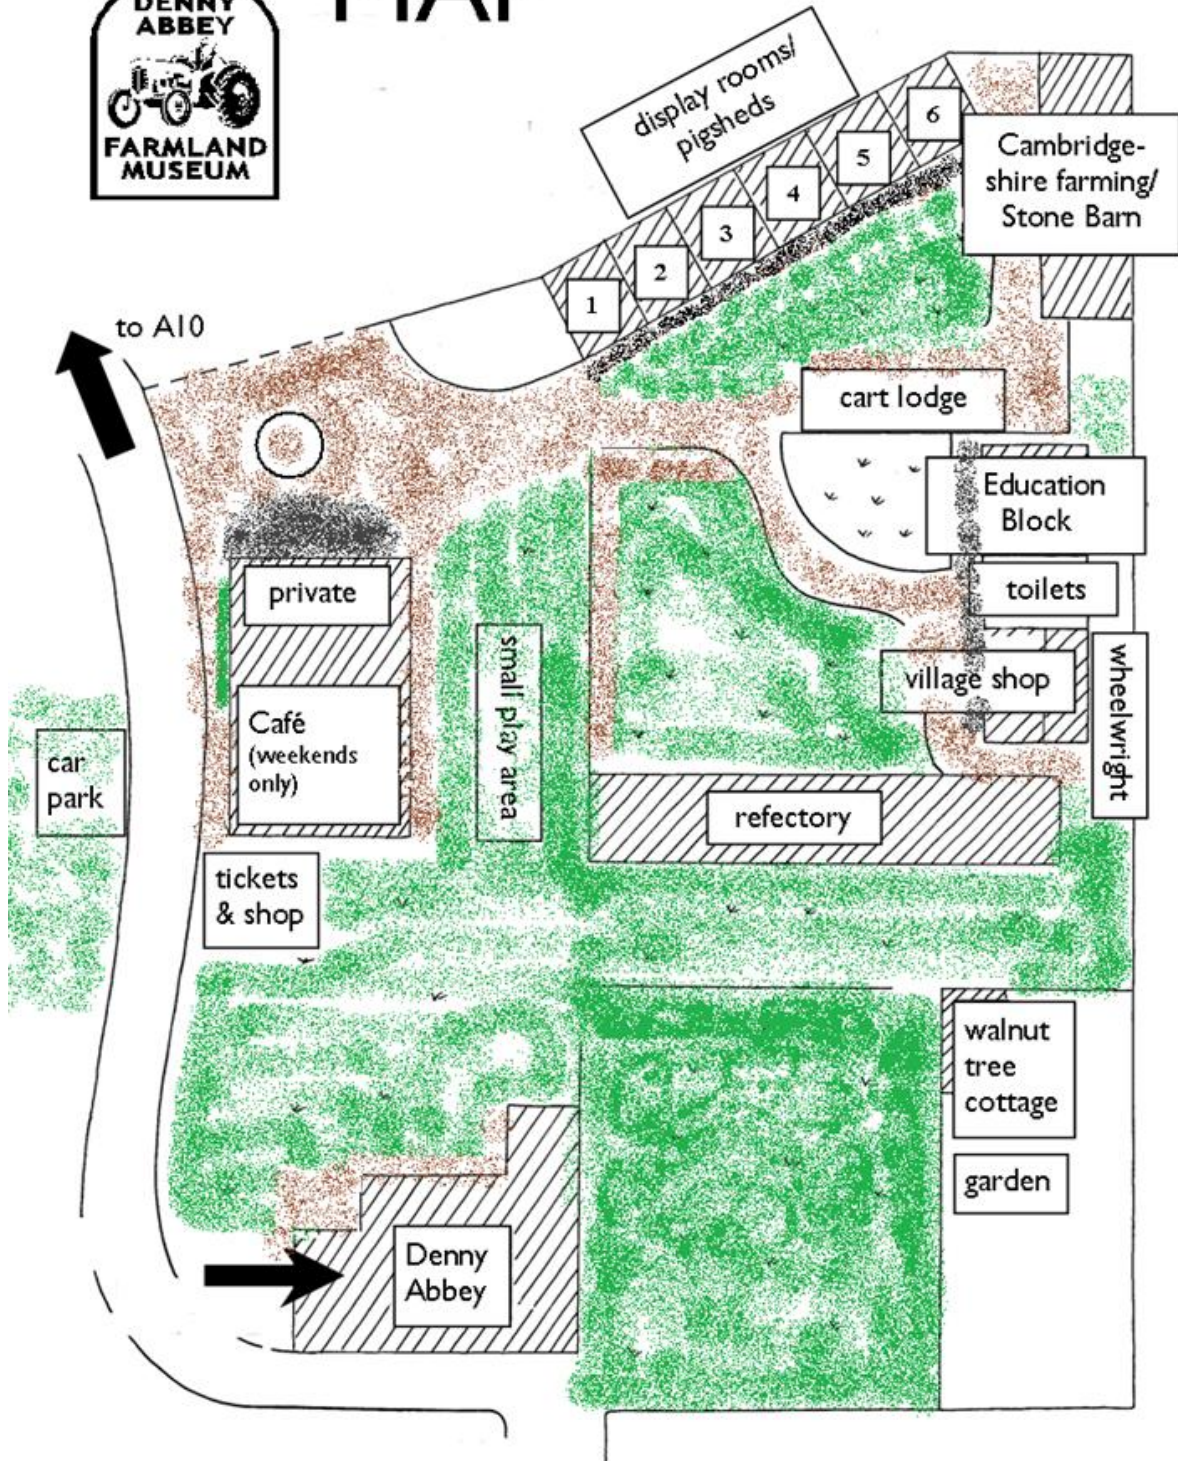 DENNY
ABBEY
FARMLAND
MUSEUM
MAP
display rooms/
pigsheds
1
2
3
4
5
6
Cambridge-
shire farming/
Stone Barn
to A10
cart lodge
Education
Block
private
toilets
small play area
village shop
wheelwright
Café
(weekends
only)
car
park
refectory
tickets
& shop
walnut
tree
cottage
garden
Denny
Abbey